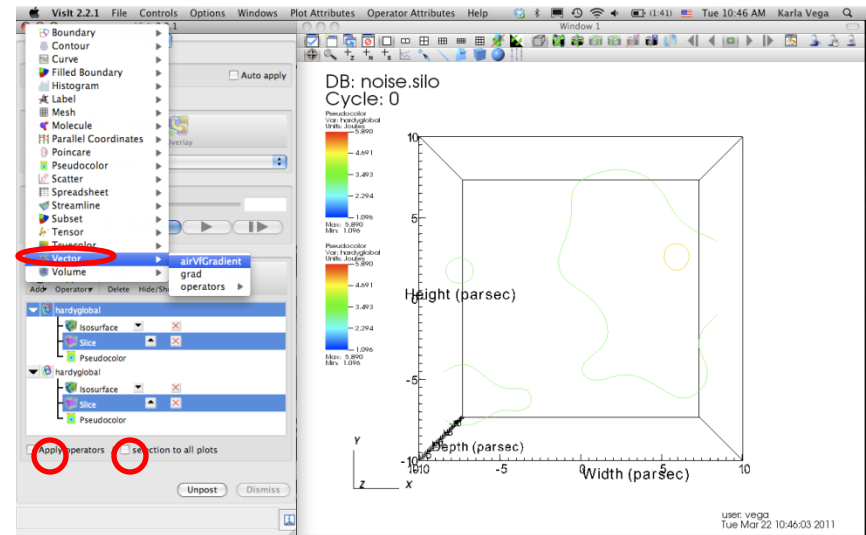 VisIt 2.2.1 File Controls Options Windows Plot Attributes Operator Attributes Help (1:41) Tue 10:46 AM Karla Vega
Window 1
Boundary
Contour
Curve
Filled Boundary
Histogram
Label
Mesh
Molecule
Parallel Coordinates
Poincare
Pseudocolor
Scatter
Spreadsheet
Streamline
Subset
Tensor
Truecolor
Vector
Volume
airVfGradient
grad
operators
Auto apply
Add Operator Delete
hardyglobal
Isosurface
Slice
Pseudocolor
hardyglobal
Isosurface
Slice
Pseudocolor
Apply operators selection to all plots
Unpost Dismiss
DB: noise.silo
Cycle: 0
Pseudocolor
Var: hardyglobal
Units: Joules
5.890
4.691
3.493
2.294
1.096
Max: 5.890
Min: 1.096
Pseudocolor
Var: hardyglobal
Units: Joules
5.890
4.691
3.493
2.294
1.096
Max: 5.890
Min: 1.096
10
5
Height (parsec)
-5
-10
Depth (parsec)
-5
0
Width (parsec)
5
10
Y
Z X
user: vega
Tue Mar 22 10:46:03 2011